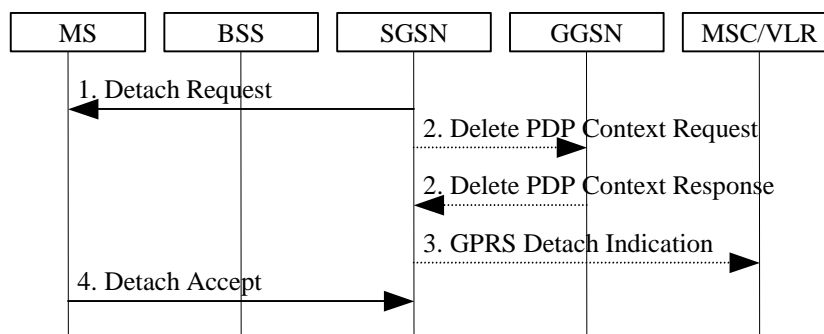 MS BSS SGSN GGSN MSC/VLR
1. Detach Request
2. Delete PDP Context Request
2. Delete PDP Context Response
3. GPRS Detach Indication
4. Detach Accept